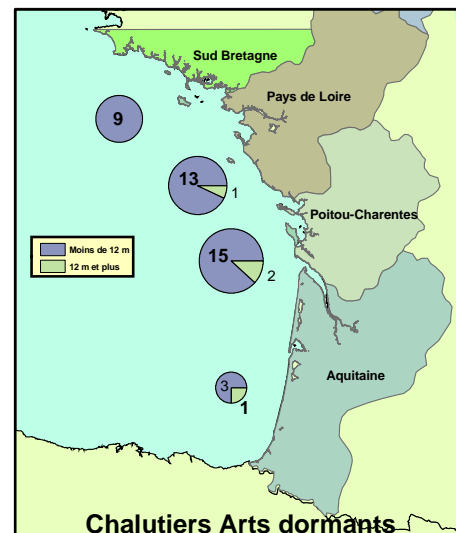 Sud Bretagne
Pays de Loire
9
13
1
Poitou-Charentes
Moins de 12 m
12 m et plus
15
2
Aquitaine
3
1
Chalutiers Arts dormants